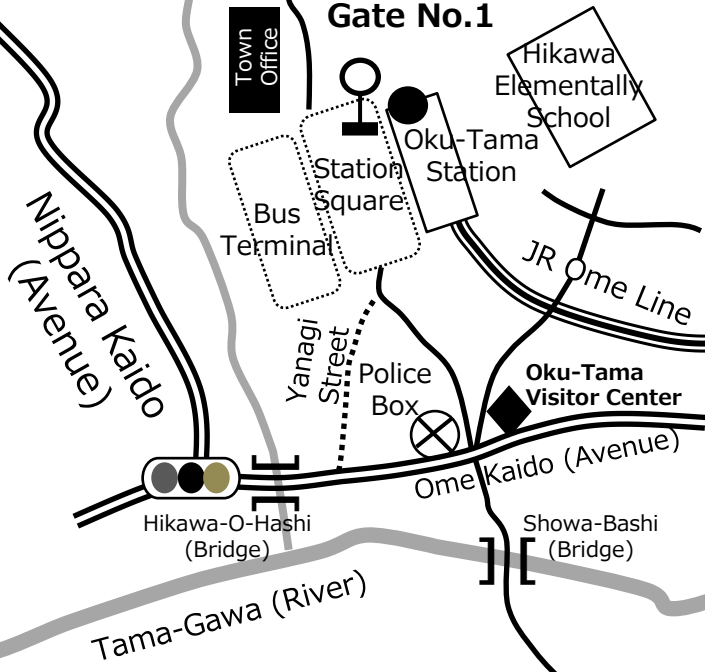 Gate No.1
Town
Office
Hikawa
Elementally
School
Oku-Tama
Station
Station
Square
Bus
Terminal
Nippara Kaido
(Avenue)
JR Ome Line
Yanagi
Street
Police
Box
Oku-Tama
Visitor Center
Ome Kaido (Avenue)
Hikawa-O-Hashi
(Bridge)
Showa-Bashi
(Bridge)
Tama-Gawa (River)